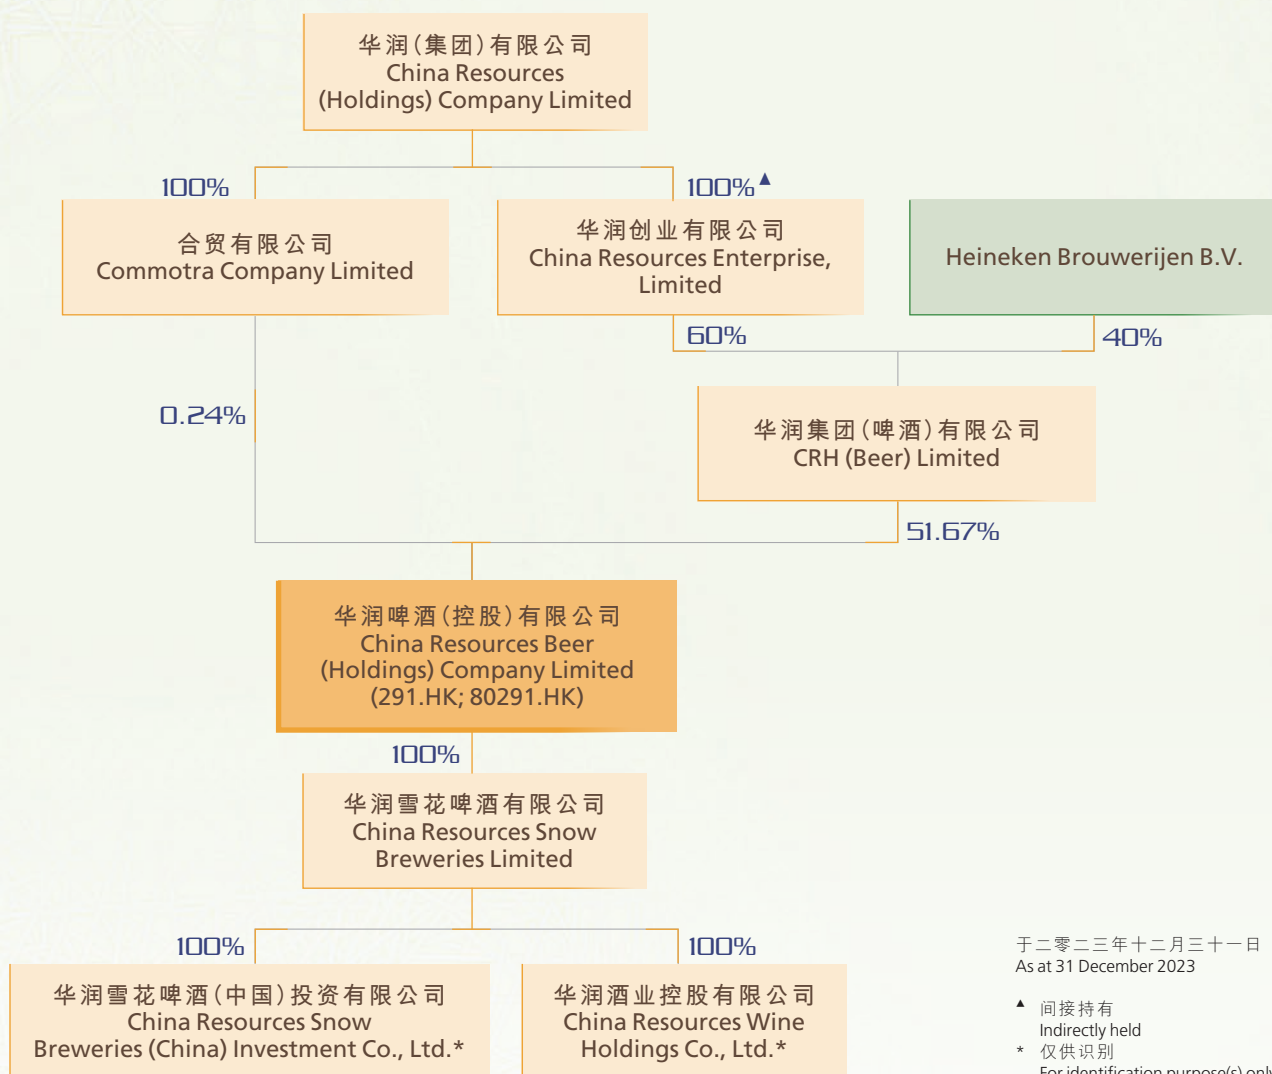 华润(集团)有限公司
China Resources
(Holdings) Company Limited
100%
100%▲
合贸有限公司
Commotra Company Limited
华润创业有限公司
China Resources Enterprise,
Limited
Heineken Brouwerijen B.V.
60%
40%
0.24%
华润集团(啤酒)有限公司
CRH (Beer) Limited
51.67%
华润啤酒(控股)有限公司
China Resources Beer
(Holdings) Company Limited
(291.HK; 80291.HK)
100%
华润雪花啤酒有限公司
China Resources Snow
Breweries Limited
100%
100%
华润雪花啤酒(中国)投资有限公司
China Resources Snow
Breweries (China) Investment Co., Ltd.*
华润酒业控股有限公司
China Resources Wine
Holdings Co., Ltd.*
于二零二三年十二月三十一日
As at 31 December 2023
▲ 间接持有
Indirectly held
* 仅供识别
For identification purpose(s) only